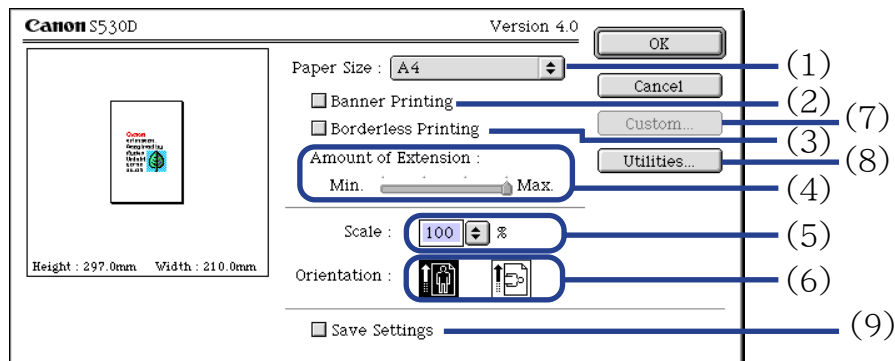 Canon S530D Version 4.0
OK
Paper Size : A4
(1)
Cancel
Banner Printing
(2)
Custom...
(7)
Borderless Printing
(3)
Utilities...
(8)
Amount of Extension :
Min. Max.
(4)
Scale : 100 %
(5)
Height : 297.0mm Width : 210.0mm
Orientation :
(6)
Save Settings
(9)
Canon